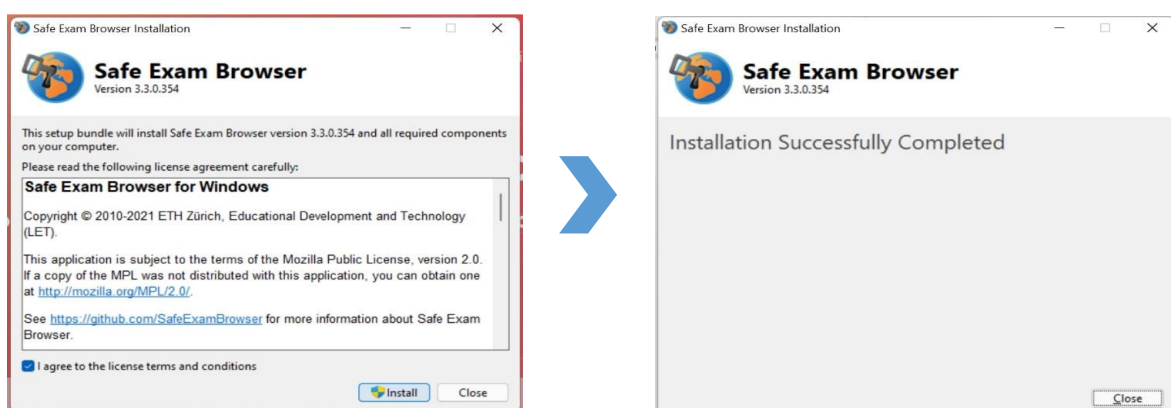 Safe Exam Browser Installation
Safe Exam Browser
Version 3.3.0.354
This setup bundle will install Safe Exam Browser version 3.3.0.354 and all required components
on your computer.
Please read the following license agreement carefully:
Safe Exam Browser for Windows
Copyright © 2010-2021 ETH Zürich, Educational Development and Technology
(LET).
This application is subject to the terms of the Mozilla Public License, version 2.0.
If a copy of the MPL was not distributed with this application, you can obtain one
at http://mozilla.org/MPL/2.0/.
See https://github.com/SafeExamBrowser for more information about Safe Exam
Browser.
I agree to the license terms and conditions
Install Close
Safe Exam Browser Installation
Safe Exam Browser
Version 3.3.0.354
Installation Successfully Completed
Close